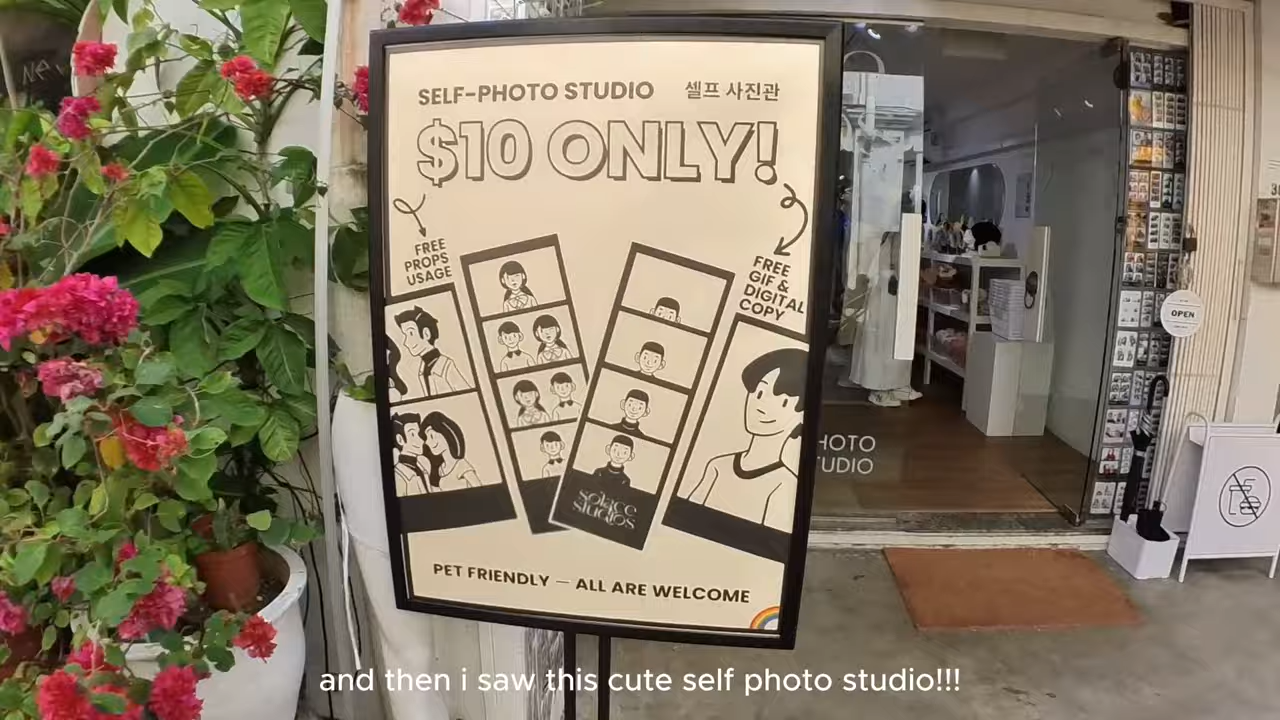 SELF-PHOTO STUDIO 셀프 사진관
$10 ONLY!
FREE
PROPS
USAGE
FREE
GIF &
DIGITAL
COPY
solace
studios
PET FRIENDLY — ALL ARE WELCOME
HOTO
TUDIO
OPEN
New
and then i saw this cute self photo studio!!!